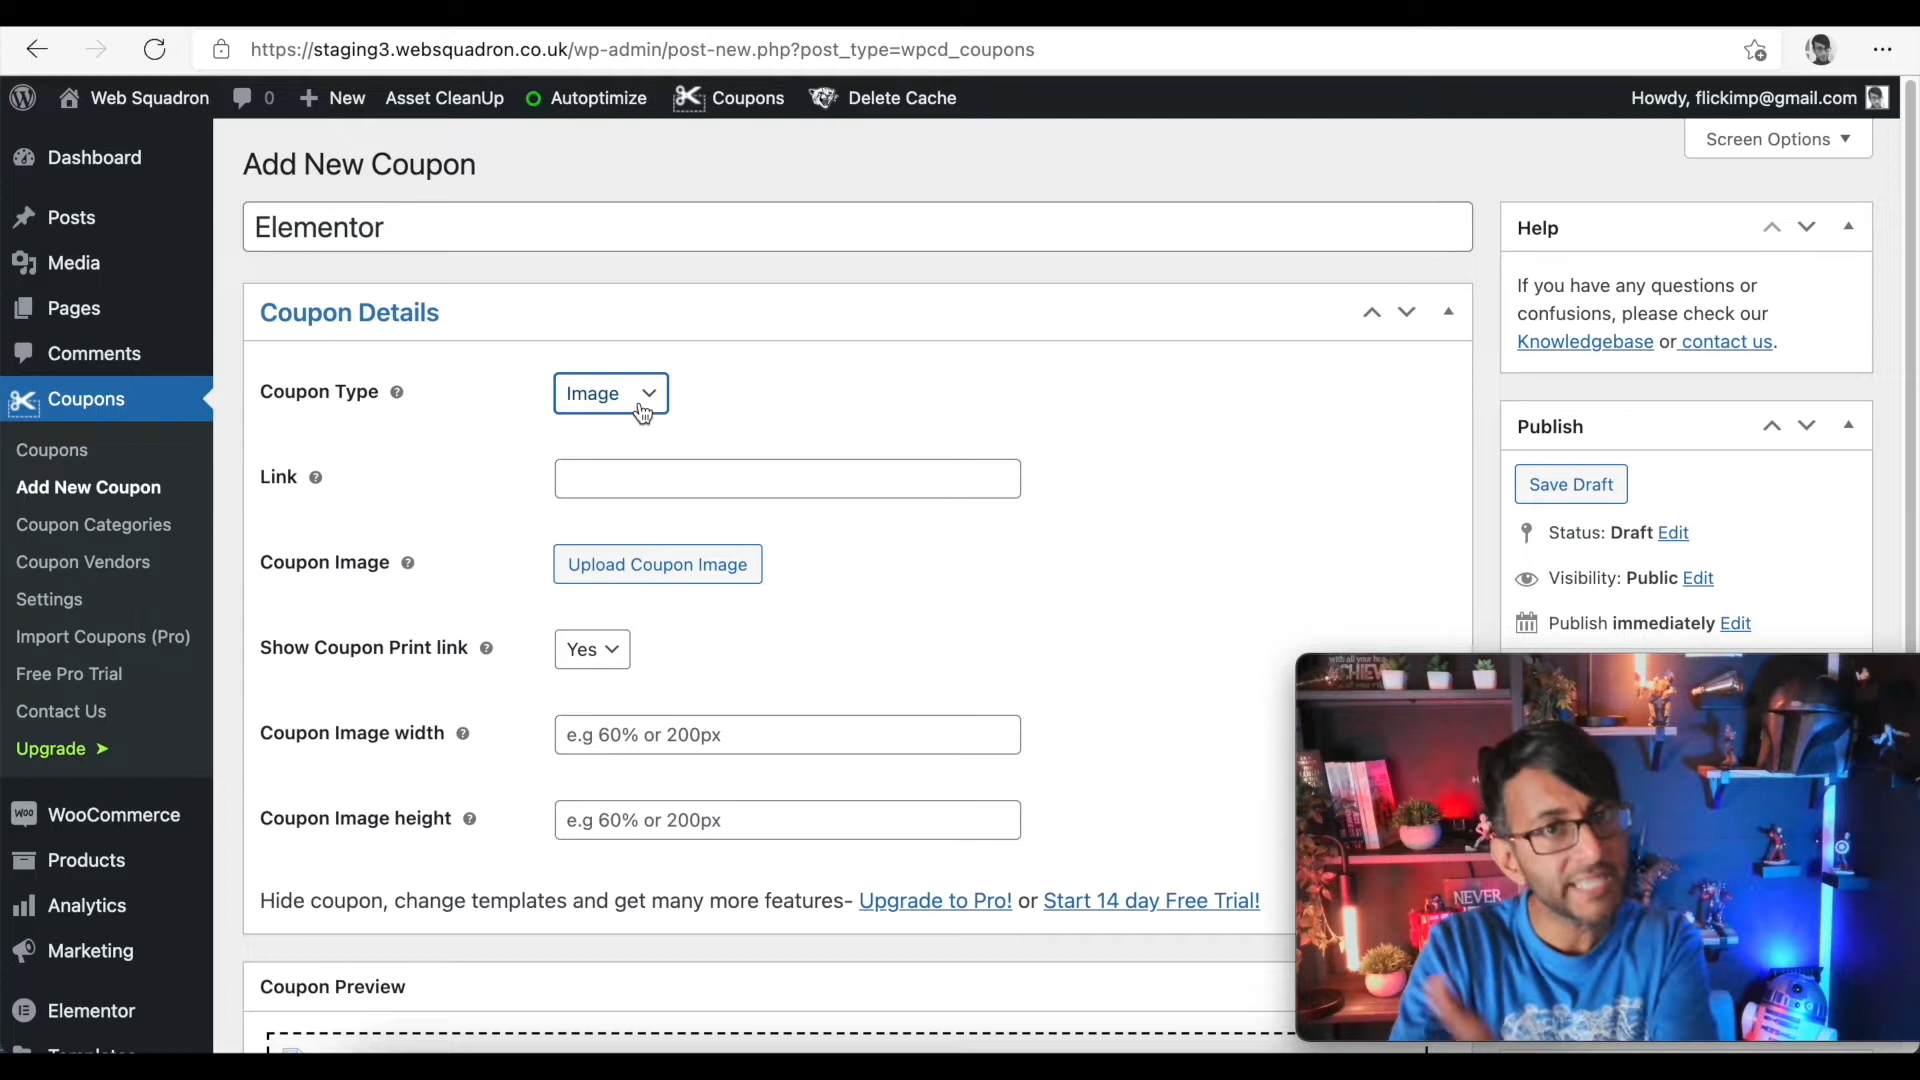 https://staging3.websquadron.co.uk/wp-admin/post-new.php?post_type=wpcd_coupons
Web Squadron 0 New Asset CleanUp Autoptimize Coupons Delete Cache Howdy, flickimp@gmail.com
Screen Options
Dashboard
Posts
Media
Pages
Comments
Coupons
Coupons
Add New Coupon
Coupon Categories
Coupon Vendors
Settings
Import Coupons (Pro)
Free Pro Trial
Contact Us
Upgrade
WOO WooCommerce
Products
Analytics
Marketing
Elementor
Templates
Add New Coupon
Elementor
Coupon Details
Coupon Type Image
Link
Coupon Image Upload Coupon Image
Show Coupon Print link Yes
Coupon Image width e.g 60% or 200px
Coupon Image height e.g 60% or 200px
Hide coupon, change templates and get many more features- Upgrade to Pro! or Start 14 day Free Trial!
Coupon Preview
Help
If you have any questions or
confusions, please check our
Knowledgebase or contact us.
Publish
Save Draft
Status: Draft Edit
Visibility: Public Edit
Publish immediately Edit
with all your
ACHIEV
NEVER